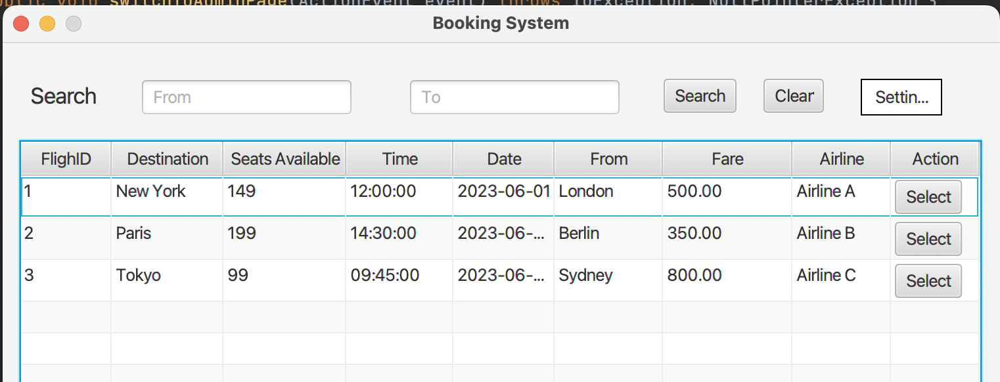 public void switchToAdminPage(ActionEvent event) throws IOException, NullPointerException {
Booking System
Search From To Search Clear Settin...
FlighID Destination Seats Available Time Date From Fare Airline Action
1 New York 149 12:00:00 2023-06-01 London 500.00 Airline A Select
2 Paris 199 14:30:00 2023-06-... Berlin 350.00 Airline B Select
3 Tokyo 99 09:45:00 2023-06-... Sydney 800.00 Airline C Select